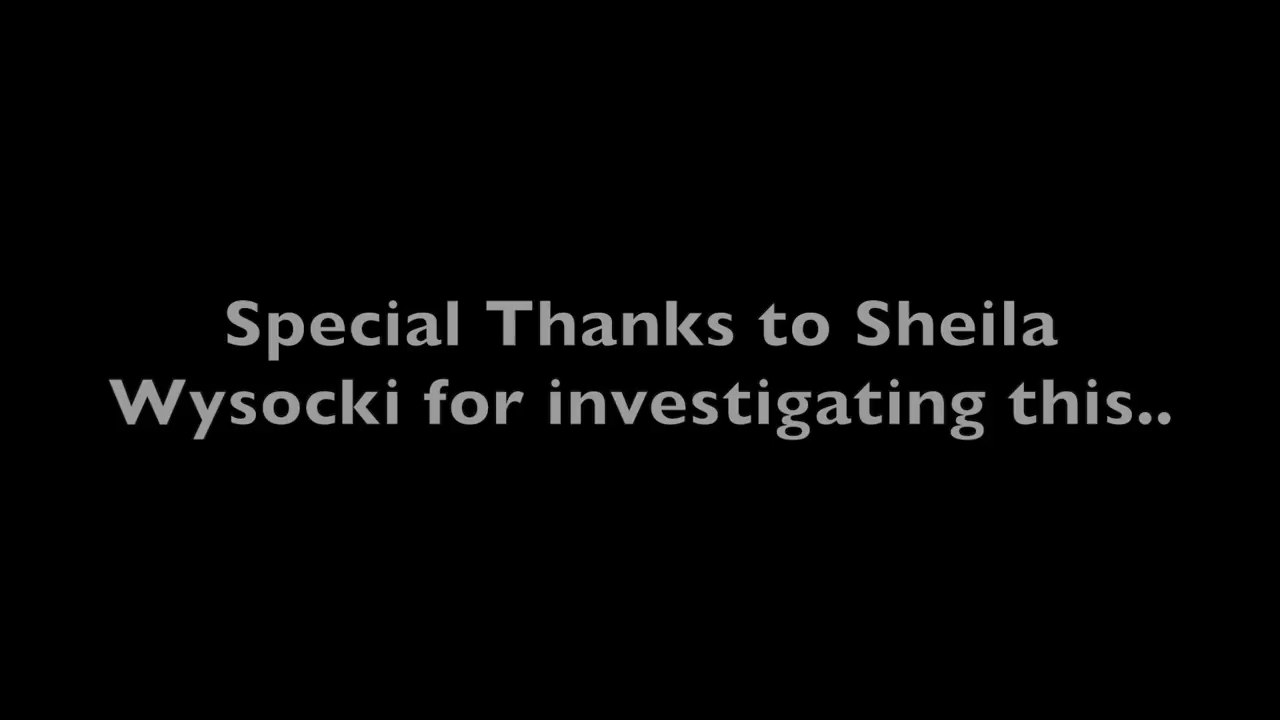 Special Thanks to Sheila
Wysocki for investigating this..